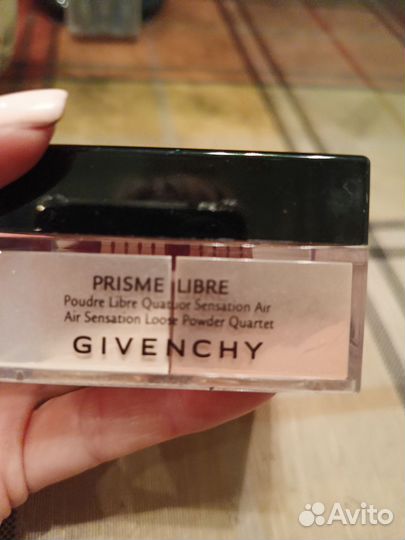 PRISME LIBRE
Poudre Libre Quatuor Sensation Air
Air Sensation Loose Powder Quartet
GIVENCHY
Avito